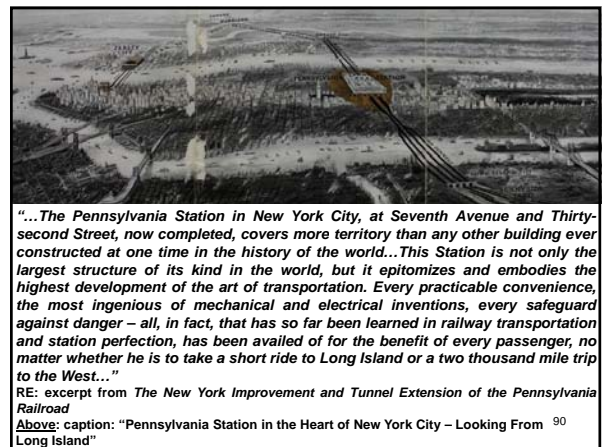 PENNSYLVANIA STATION
"…The Pennsylvania Station in New York City, at Seventh Avenue and Thirty-
second Street, now completed, covers more territory than any other building ever
constructed at one time in the history of the world…This Station is not only the
largest structure of its kind in the world, but it epitomizes and embodies the
highest development of the art of transportation. Every practicable convenience,
the most ingenious of mechanical and electrical inventions, every safeguard
against danger – all, in fact, that has so far been learned in railway transportation
and station perfection, has been availed of for the benefit of every passenger, no
matter whether he is to take a short ride to Long Island or a two thousand mile trip
to the West…"
RE: excerpt from The New York Improvement and Tunnel Extension of the Pennsylvania
Railroad
Above: caption: "Pennsylvania Station in the Heart of New York City – Looking From
Long Island"
90